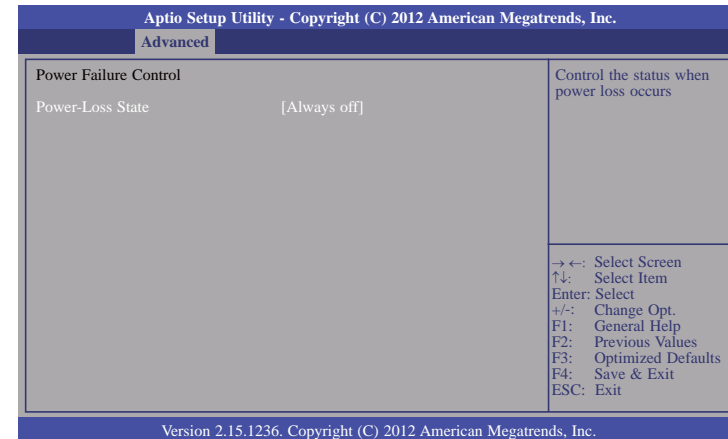 Aptio Setup Utility - Copyright (C) 2012 American Megatrends, Inc.
Advanced
Power Failure Control
Power-Loss State [Always off]
Control the status when
power loss occurs
→←: Select Screen
↑↓: Select Item
Enter: Select
+/-: Change Opt.
F1: General Help
F2: Previous Values
F3: Optimized Defaults
F4: Save & Exit
ESC: Exit
Version 2.15.1236. Copyright (C) 2012 American Megatrends, Inc.